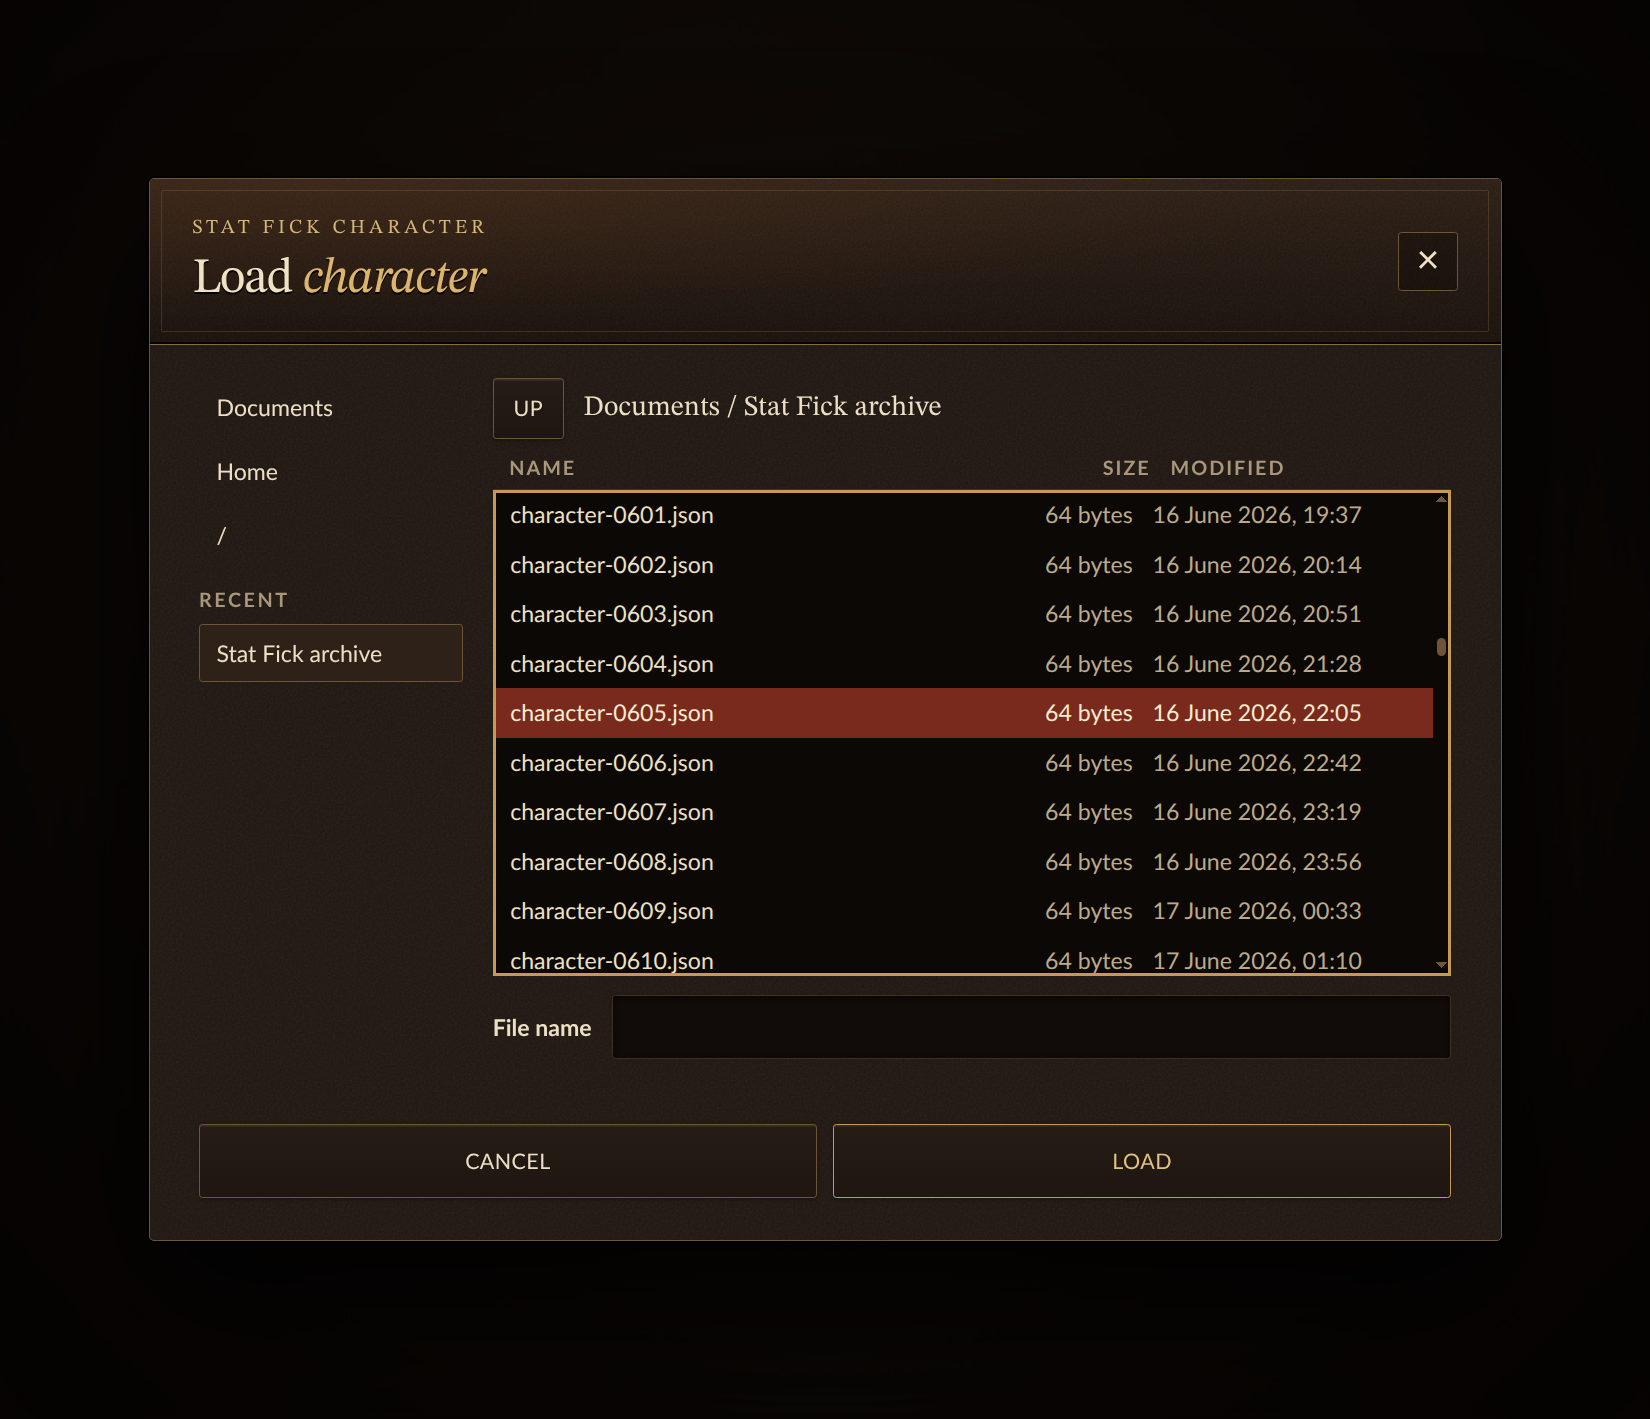 STAT FICK CHARACTER
Load character
×
Documents
Home
/
RECENT
Stat Fick archive
UP Documents / Stat Fick archive
NAME SIZE MODIFIED
character-0601.json 64 bytes 16 June 2026, 19:37
character-0602.json 64 bytes 16 June 2026, 20:14
character-0603.json 64 bytes 16 June 2026, 20:51
character-0604.json 64 bytes 16 June 2026, 21:28
character-0605.json 64 bytes 16 June 2026, 22:05
character-0606.json 64 bytes 16 June 2026, 22:42
character-0607.json 64 bytes 16 June 2026, 23:19
character-0608.json 64 bytes 16 June 2026, 23:56
character-0609.json 64 bytes 17 June 2026, 00:33
character-0610.json 64 bytes 17 June 2026, 01:10
File name
CANCEL LOAD